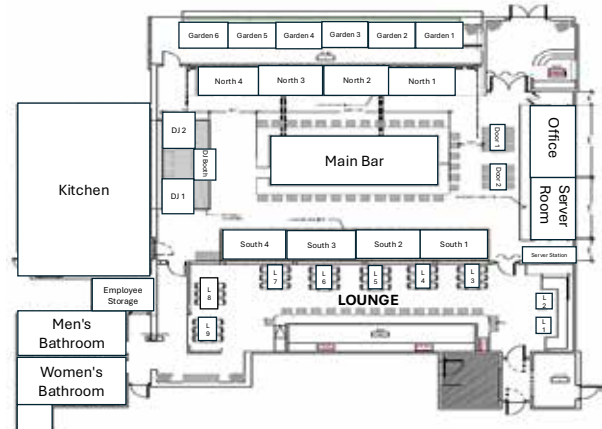 Garden 6
Garden 5
Garden 4
Garden 3
Garden 2
Garden 1
North 4
North 3
North 2
North 1
DJ 2
DJ Booth
DJ 1
Kitchen
Main Bar
Door 1
Door 2
Office
Server
Room
Server Station
South 4
South 3
South 2
South 1
L
7
L
6
L
5
L
4
L
3
L
8
L
9
L
2
L
1
LOUNGE
Employee
Storage
Men's
Bathroom
Women's
Bathroom